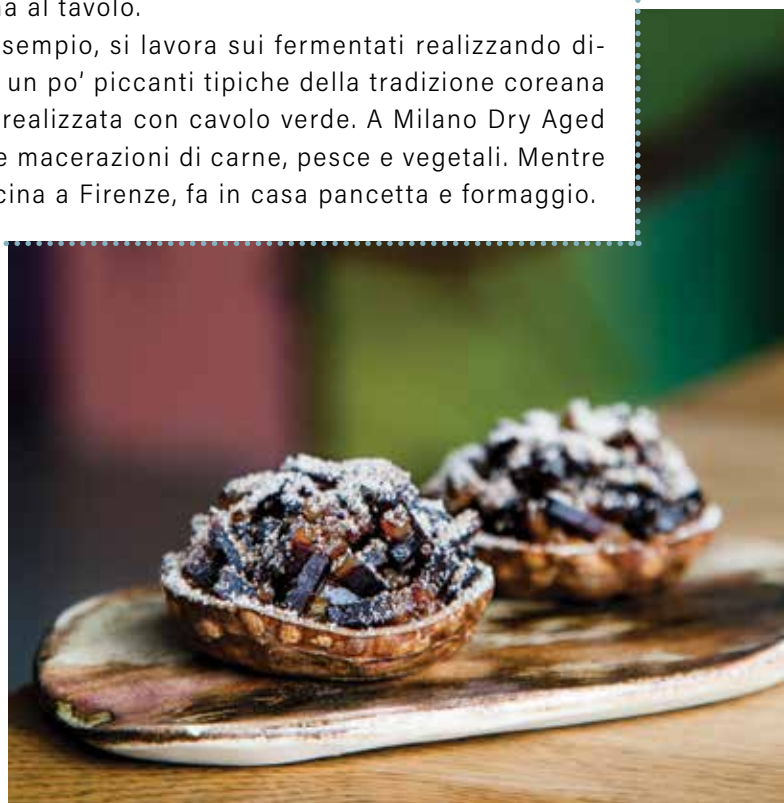 na al tavolo.
sempio, si lavora sui fermentati realizzando di-
un po’ piccanti tipiche della tradizione coreana
realizzata con cavolo verde. A Milano Dry Aged
e macerazioni di carne, pesce e vegetali. Mentre
cina a Firenze, fa in casa pancetta e formaggio.